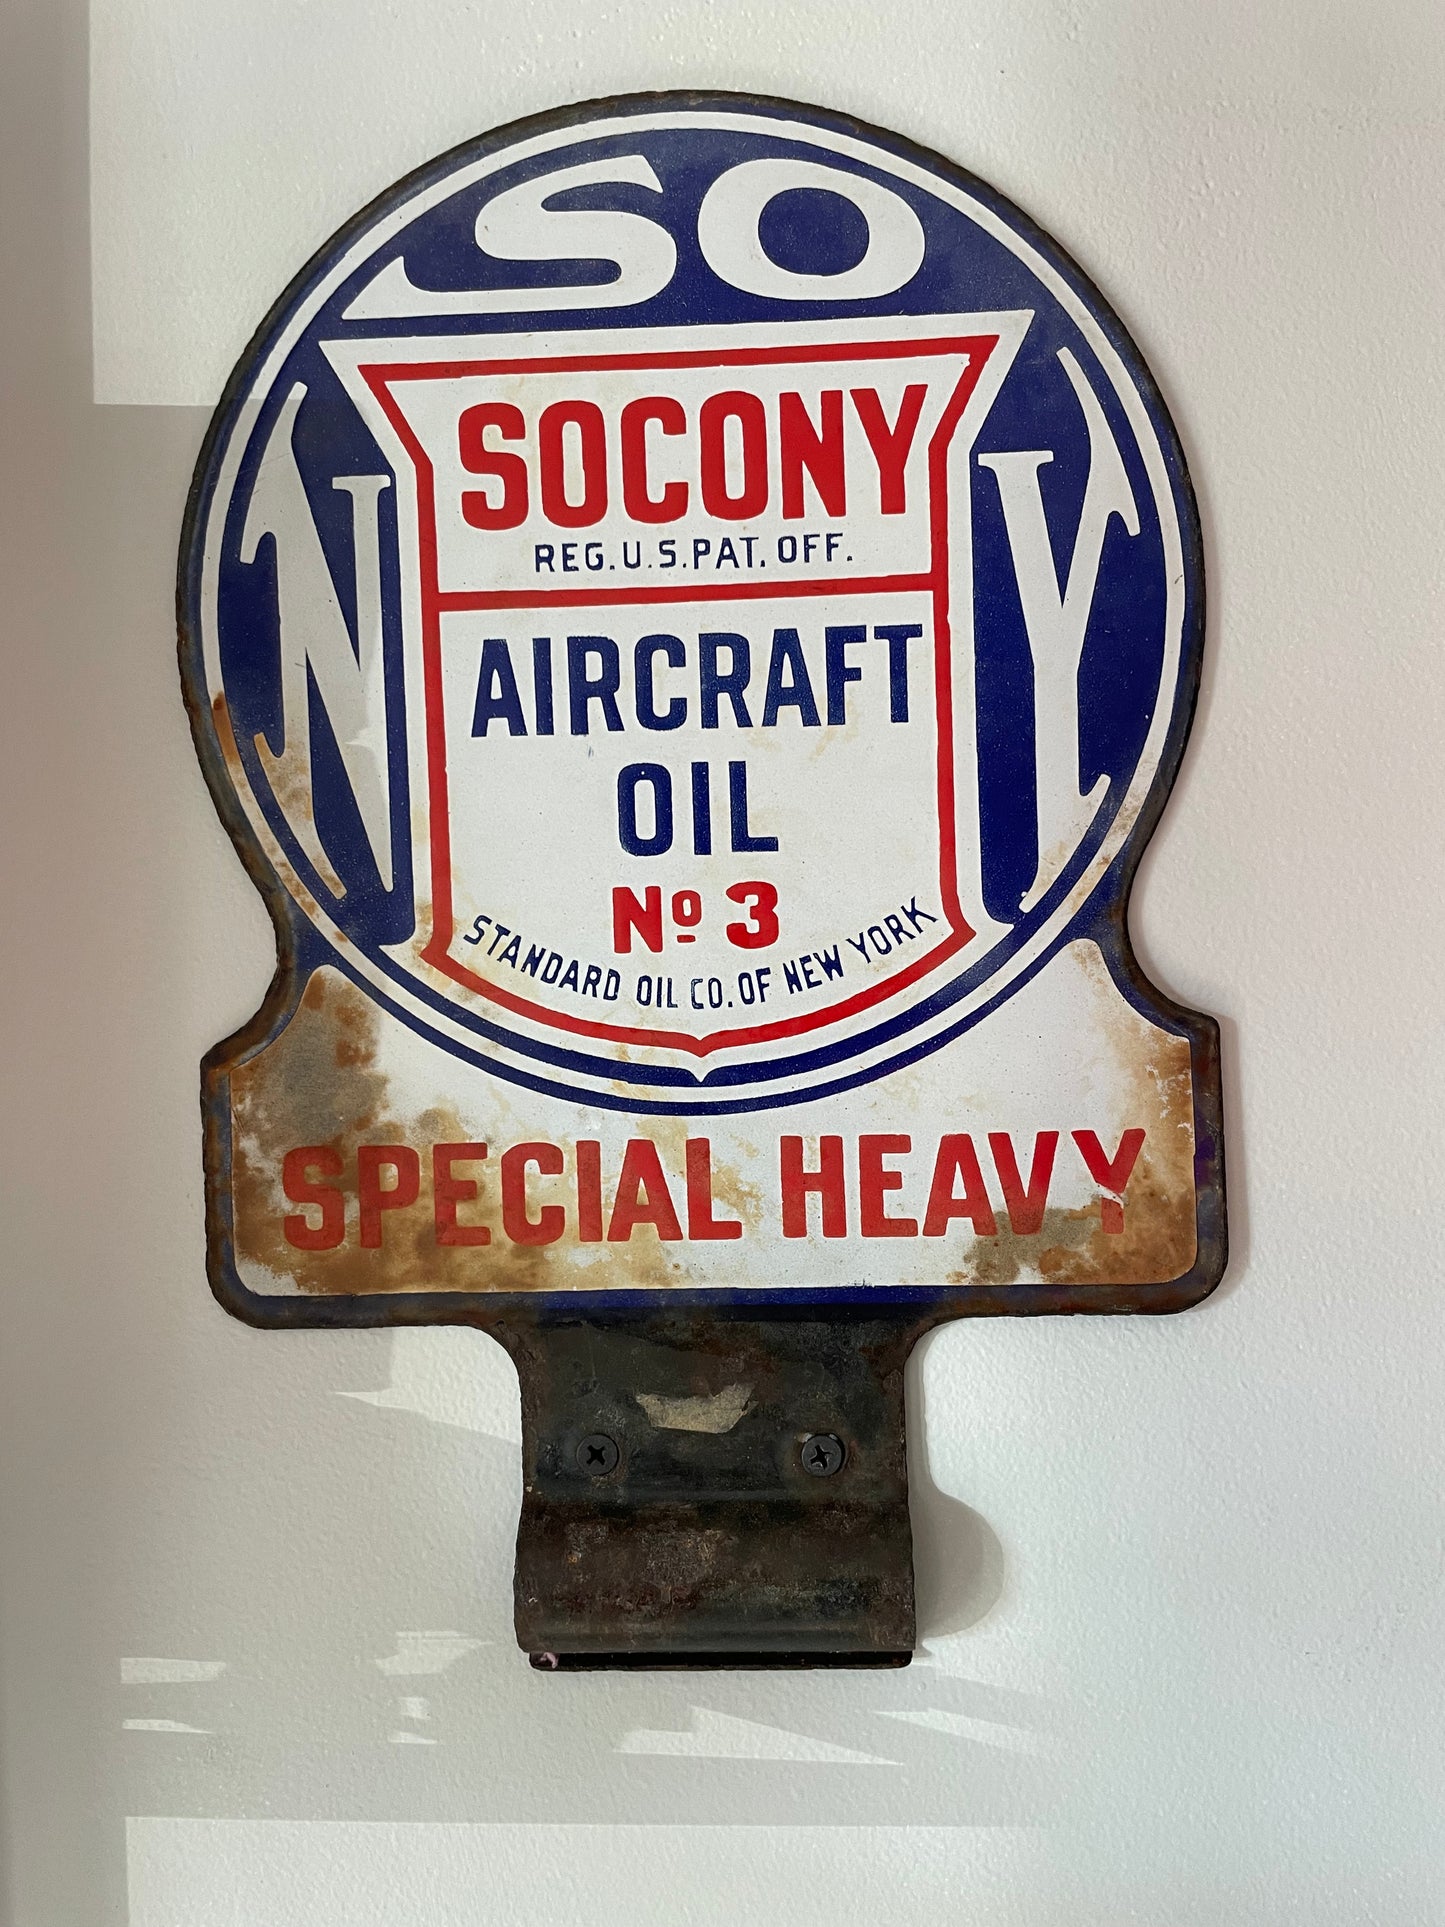 SO
N Y
SOCONY
REG. U.S. PAT. OFF.
AIRCRAFT
OIL
Nº 3
STANDARD OIL CO. OF NEW YORK
SPECIAL HEAVY